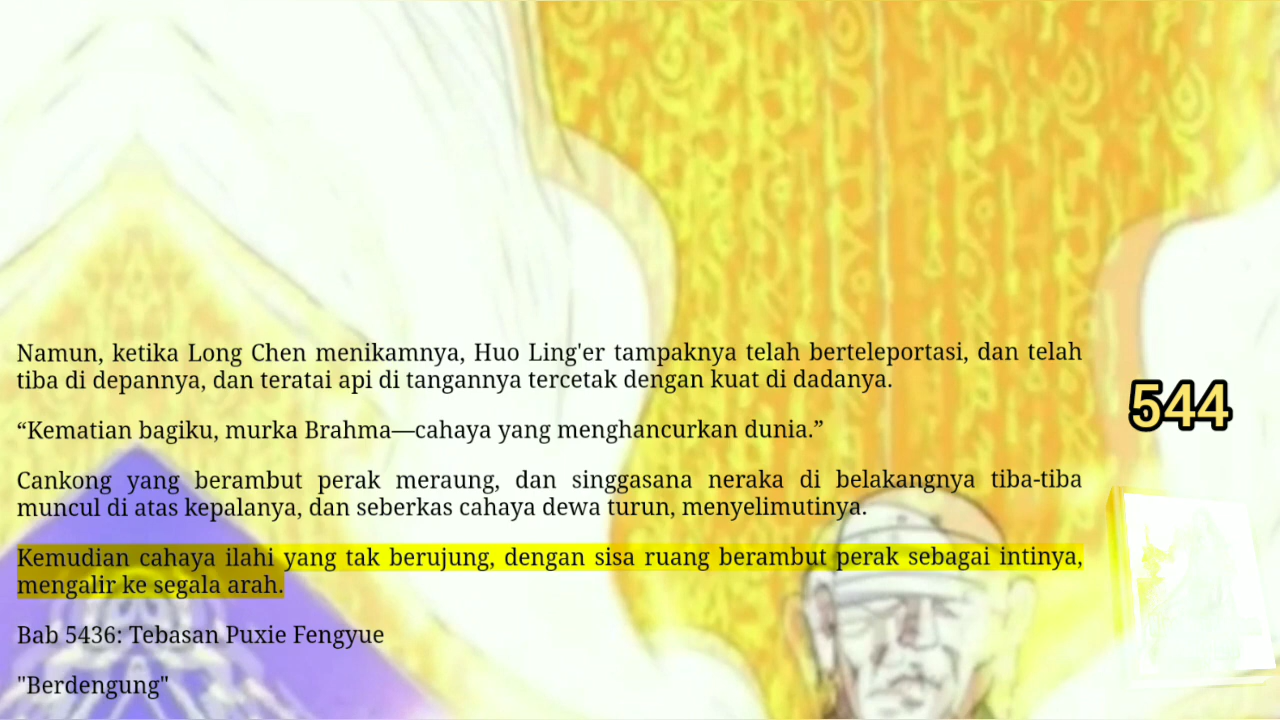 Namun, ketika Long Chen menikamnya, Huo Ling'er tampaknya telah berteleportasi, dan telah
tiba di depannya, dan teratai api di tangannya tercetak dengan kuat di dadanya.
“Kematian bagiku, murka Brahma—cahaya yang menghancurkan dunia.”
Cankong yang berambut perak meraung, dan singgasana neraka di belakangnya tiba-tiba
muncul di atas kepalanya, dan seberkas cahaya dewa turun, menyelimutinya.
Kemudian cahaya ilahi yang tak berujung, dengan sisa ruang berambut perak sebagai intinya,
mengalir ke segala arah.
Bab 5436: Tebasan Puxie Fengyue
"Berdengung"
544